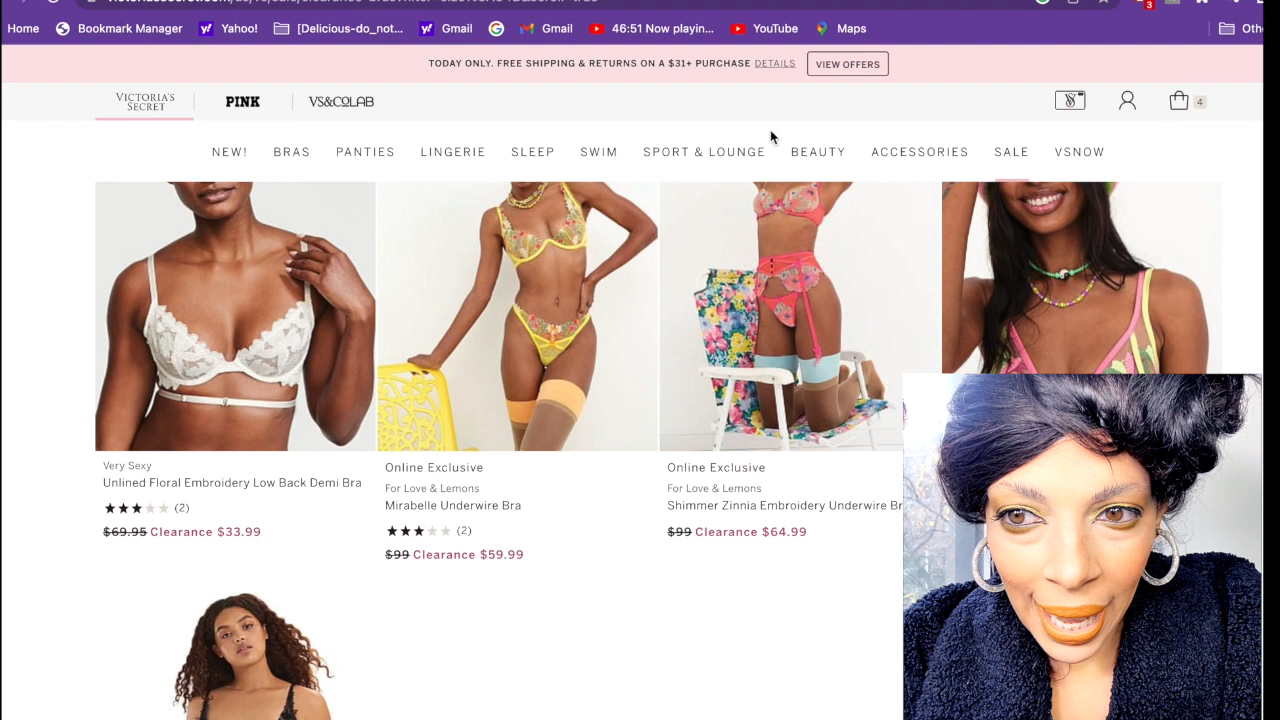 Home Bookmark Manager Yahoo! [Delicious-do_not... Gmail Gmail 46:51 Now playin... YouTube Maps
3
TODAY ONLY. FREE SHIPPING & RETURNS ON A $31+ PURCHASE DETAILS VIEW OFFERS
VICTORIA'S SECRET PINK VS&COLAB 4
NEW! BRAS PANTIES LINGERIE SLEEP SWIM SPORT & LOUNGE BEAUTY ACCESSORIES SALE VSNOW
Very Sexy
Unlined Floral Embroidery Low Back Demi Bra
(2)
$69.95 Clearance $33.99
Online Exclusive
For Love & Lemons
Mirabelle Underwire Bra
(2)
$99 Clearance $59.99
Online Exclusive
For Love & Lemons
Shimmer Zinnia Embroidery Underwire Br
$99 Clearance $64.99